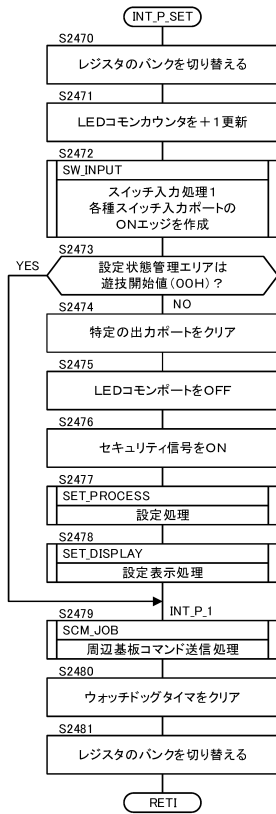 INT_P_SET
S2470
レジスタのバンクを切り替える
S2471
LEDコモンカウンタを＋1更新
S2472
SW_INPUT
スイッチ入力処理1
各種スイッチ入力ポートの
ONエッジを作成
S2473
YES
設定状態管理エリアは
遊技開始値(00H)？
NO
S2474
特定の出力ポートをクリア
S2475
LEDコモンポートをOFF
S2476
セキュリティ信号をON
S2477
SET_PROCESS
設定処理
S2478
SET_DISPLAY
設定表示処理
INT_P_1
S2479
SCM_JOB
周辺基板コマンド送信処理
S2480
ウォッチドッグタイマをクリア
S2481
レジスタのバンクを切り替える
RETI